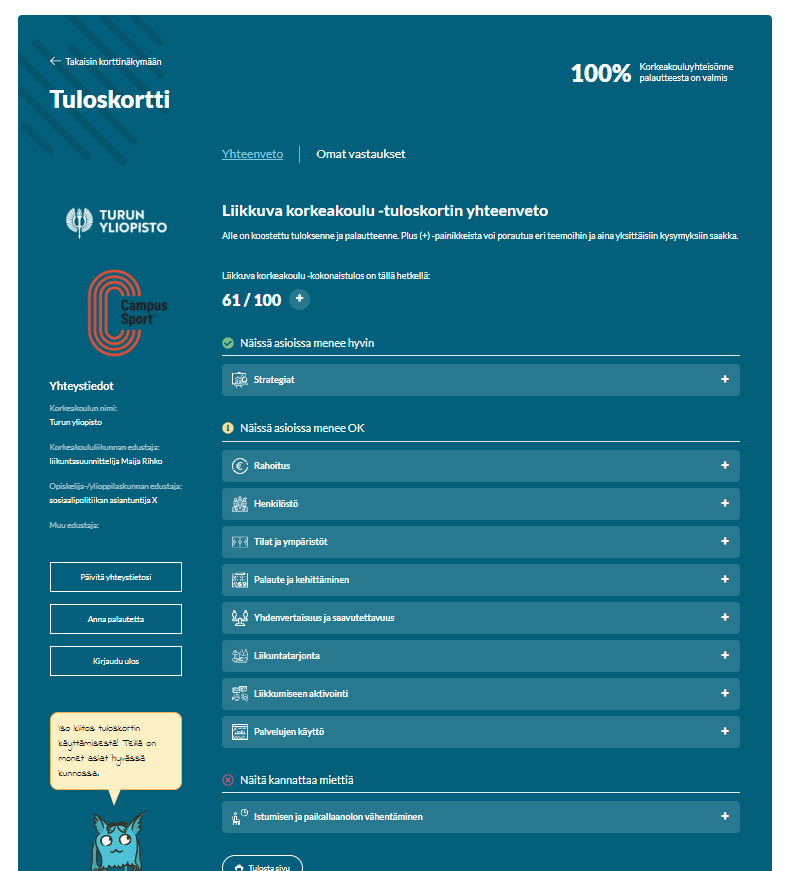 Takaisin korttinäkymään
Tuloskortti
100%
Korkeakouluyhteisönne
palautteesta on valmis
Yhteenveto
Omat vastaukset
TURUN
YLIOPISTO
Campus
Sport
Yhteystiedot
Korkeakoulun nimi:
Turun yliopisto
Korkeakoululiikunnan edustaja:
liikuntasuunnittelija Maija Rihko
Opiskelija-/ylioppilaskunnan edustaja:
sosiaalipolitiikan asiantuntija X
Muu edustaja:
Päivitä yhteystietosi
Anna palautetta
Kirjaudu ulos
Iso kiitos tuloskortin
käyttämisestä! Teillä on
monet asiat hyvässä
kunnossa.
Liikkuva korkeakoulu -tuloskortin yhteenveto
Alle on koostettu tuloksenne ja palautteenne. Plus (+) -painikkeista voi porautua eri teemoihin ja aina yksittäisiin kysymyksiin saakka.
Liikkuva korkeakoulu -kokonaistulos on tällä hetkellä:
61 / 100 +
Näissä asioissa menee hyvin
Strategiat +
Näissä asioissa menee OK
Rahoitus +
Henkilöstö +
Tilat ja ympäristöt +
Palaute ja kehittäminen +
Yhdenvertaisuus ja saavutettavuus +
Liikuntatarjonta +
Liikkumiseen aktivointi +
Palvelujen käyttö +
Näitä kannattaa miettiä
Istumisen ja paikallaanolon vähentäminen +
Tulosta sivu